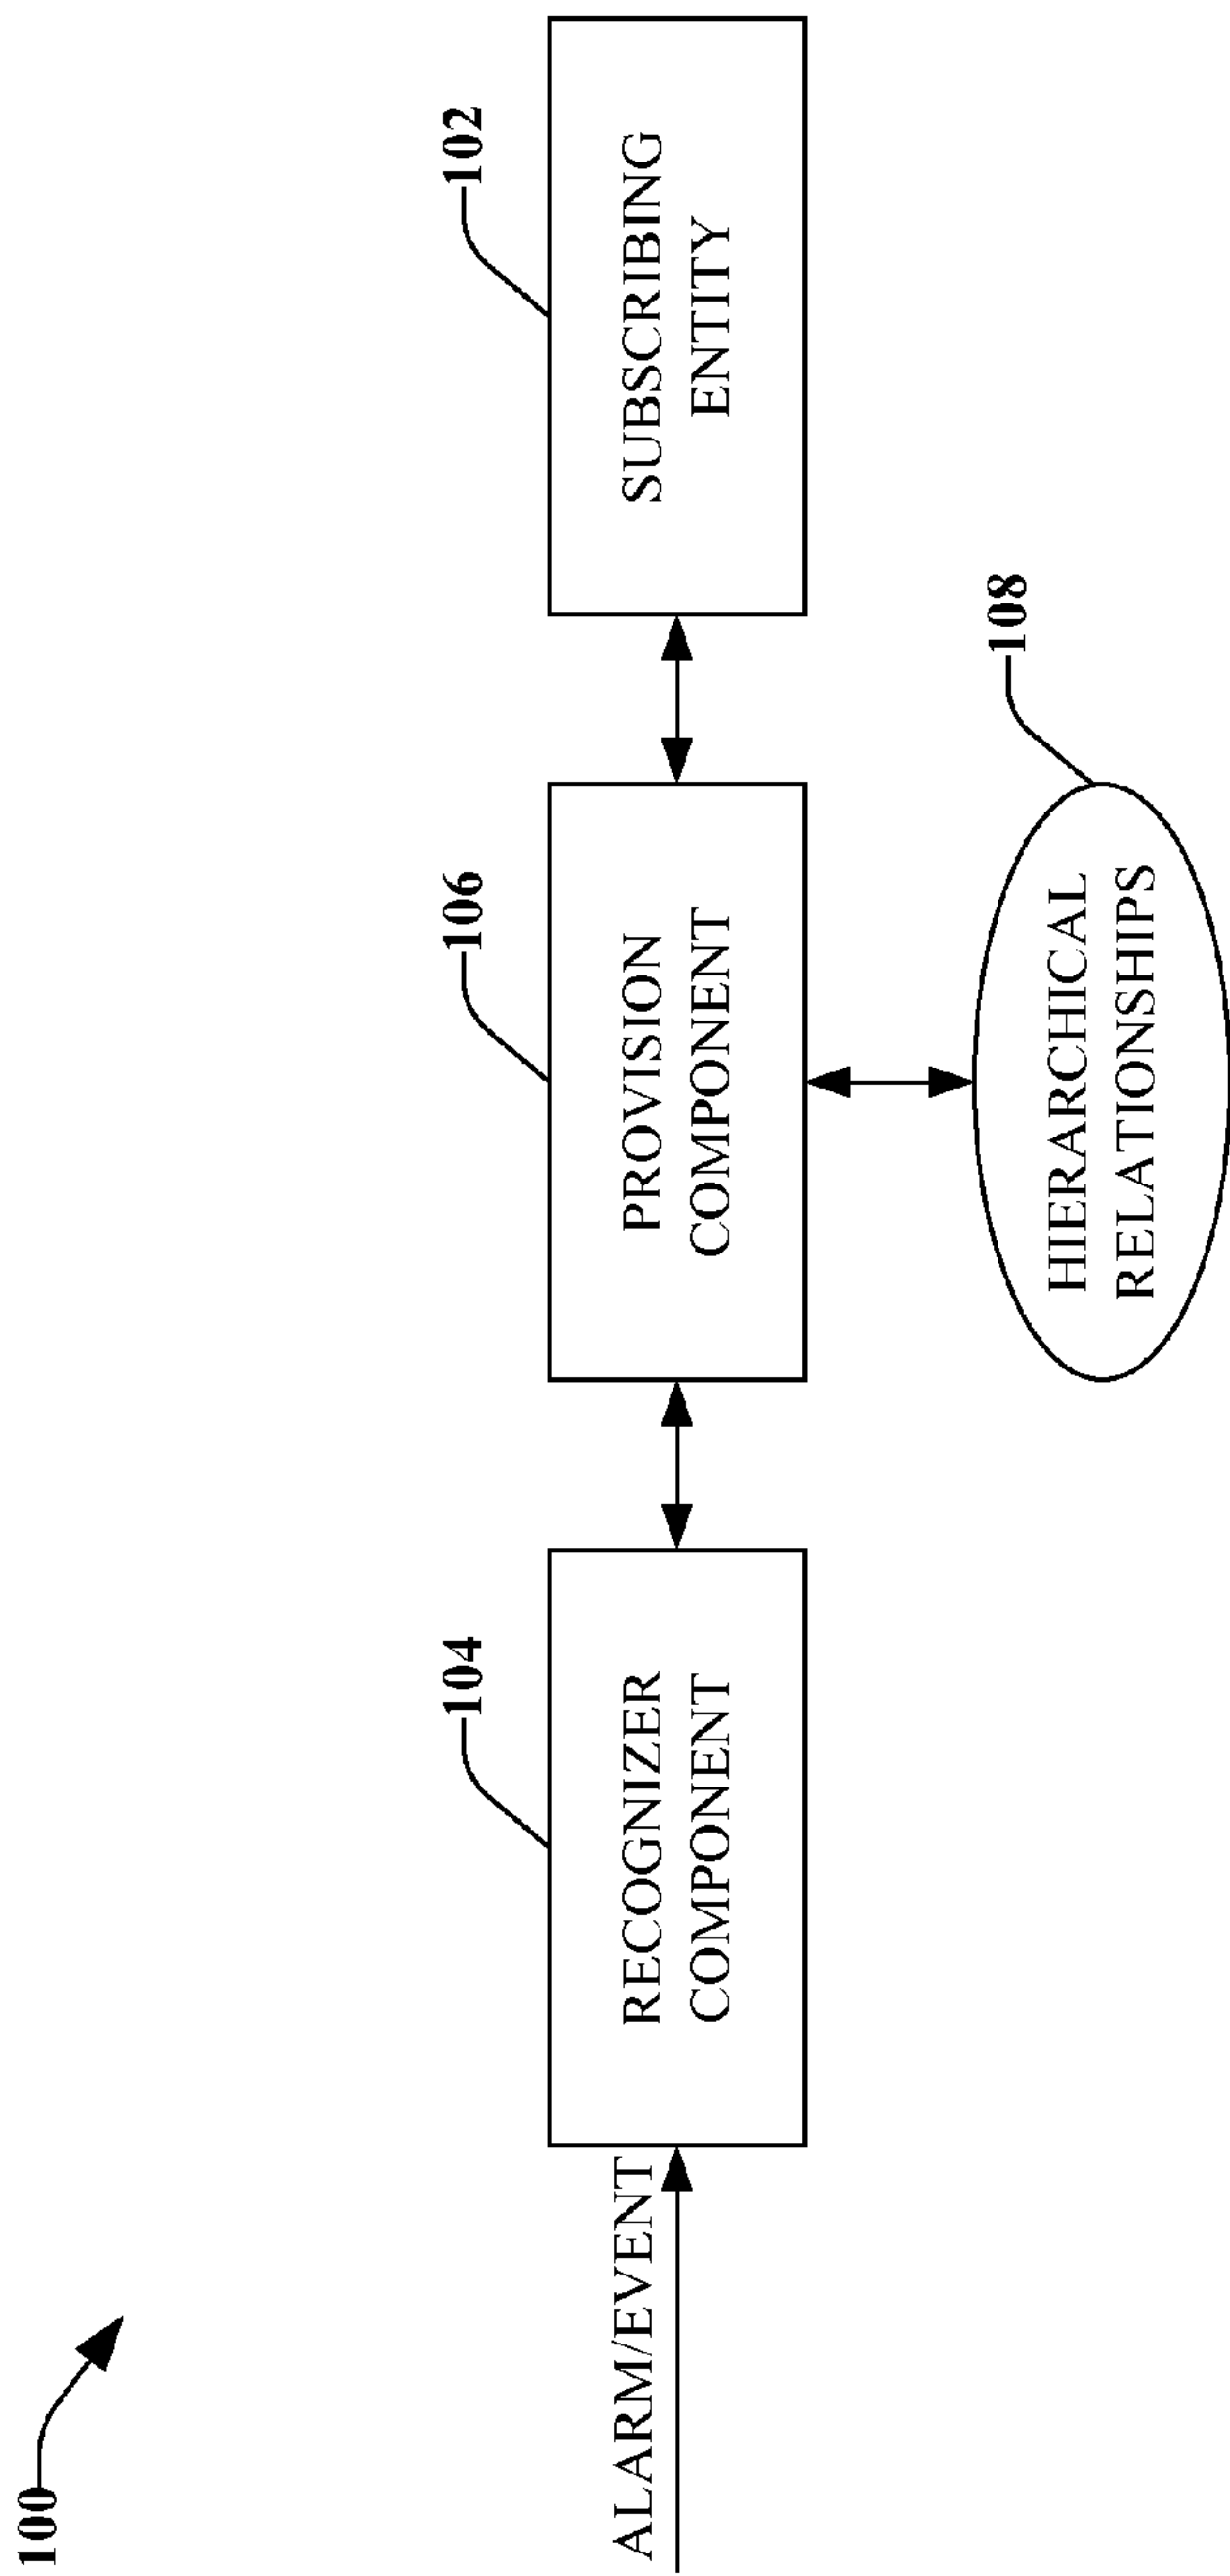 100
ALARM/EVENT
104
RECOGNIZER
COMPONENT
106
PROVISION
COMPONENT
102
SUBSCRIBING
ENTITY
108
HIERARCHICAL
RELATIONSHIPS